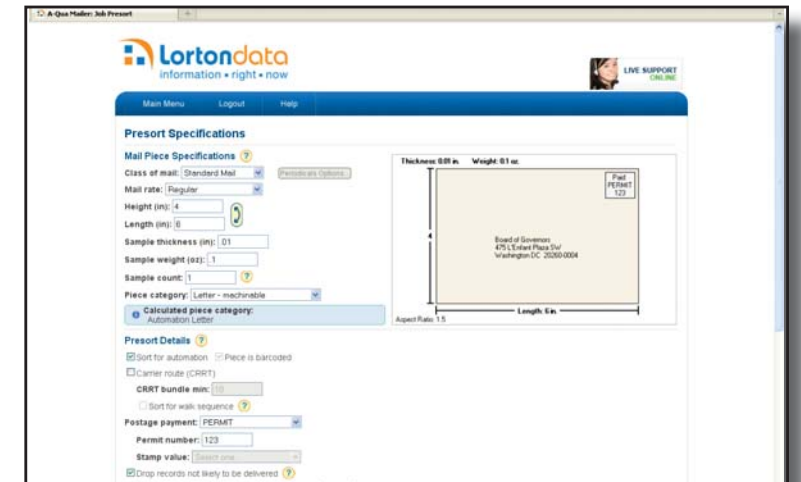 A-Qua Mailer: Job Presort
Lortondata
information • right • now
LIVE SUPPORT
ONLINE
Main Menu Logout Help
Presort Specifications
Mail Piece Specifications ?
Class of mail: Standard Mail Periodicals Options...
Mail rate: Regular
Height (in): 4
Length (in): 6
Sample thickness (in): .01
Sample weight (oz): .1
Sample count: 1 ?
Piece category: Letter - machinable
Calculated piece category:
Automation Letter
Thickness: 0.01 in. Weight: 0.1 oz.
Paid
PERMIT
123
4
Board of Governors
475 L'Enfant Plaza SW
Washington DC 20260-0004
Length: 6 in.
Aspect Ratio: 1.5
Presort Details ?
Sort for automation Piece is barcoded
Carrier route (CRRT)
CRRT bundle min: 10
Sort for walk sequence ?
Postage payment: PERMIT
Permit number: 123
Stamp value: Select one
Drop records not likely to be delivered ?